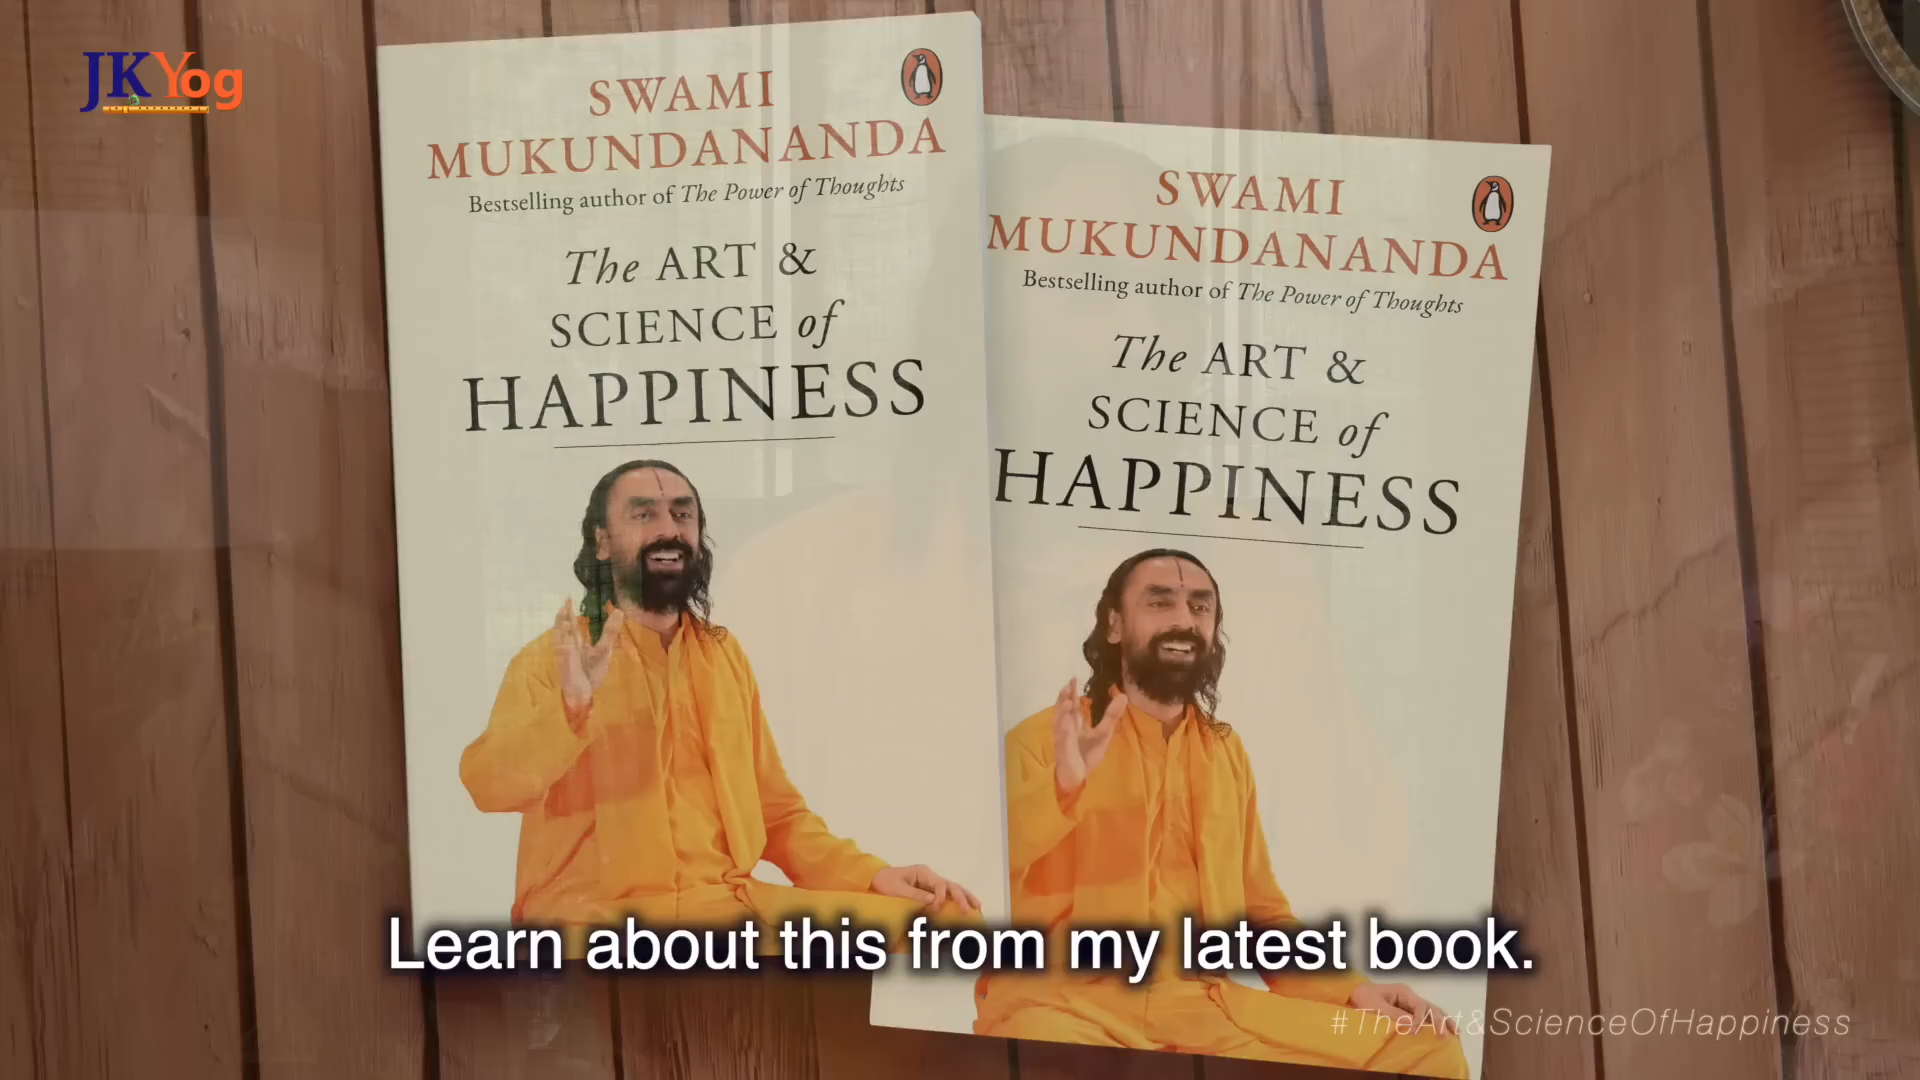 JKYog
SWAMI
MUKUNDANANDA
Bestselling author of The Power of Thoughts
The ART &
SCIENCE of
HAPPINESS
SWAMI
MUKUNDANANDA
Bestselling author of The Power of Thoughts
The ART &
SCIENCE of
HAPPINESS
Learn about this from my latest book.
#TheArt&ScienceOfHappiness